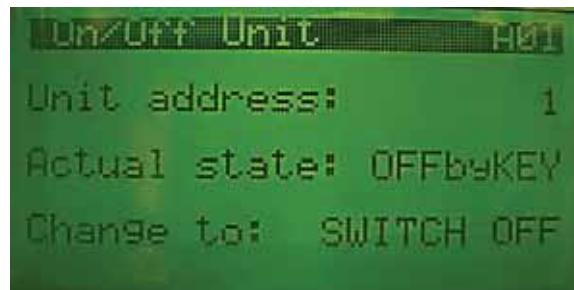 On/Off Unit A01
Unit address: 1
Actual state: OFFbyKEY
Change to: SWITCH OFF